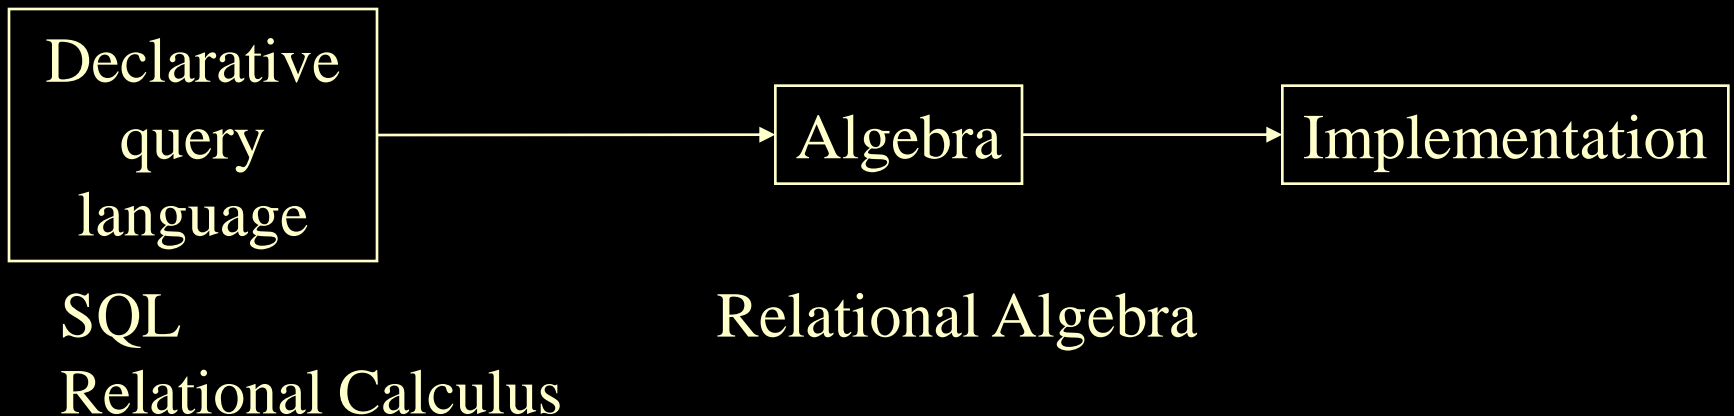 Declarative
query
language
Algebra
Implementation
SQL
Relational Algebra
Relational Calculus